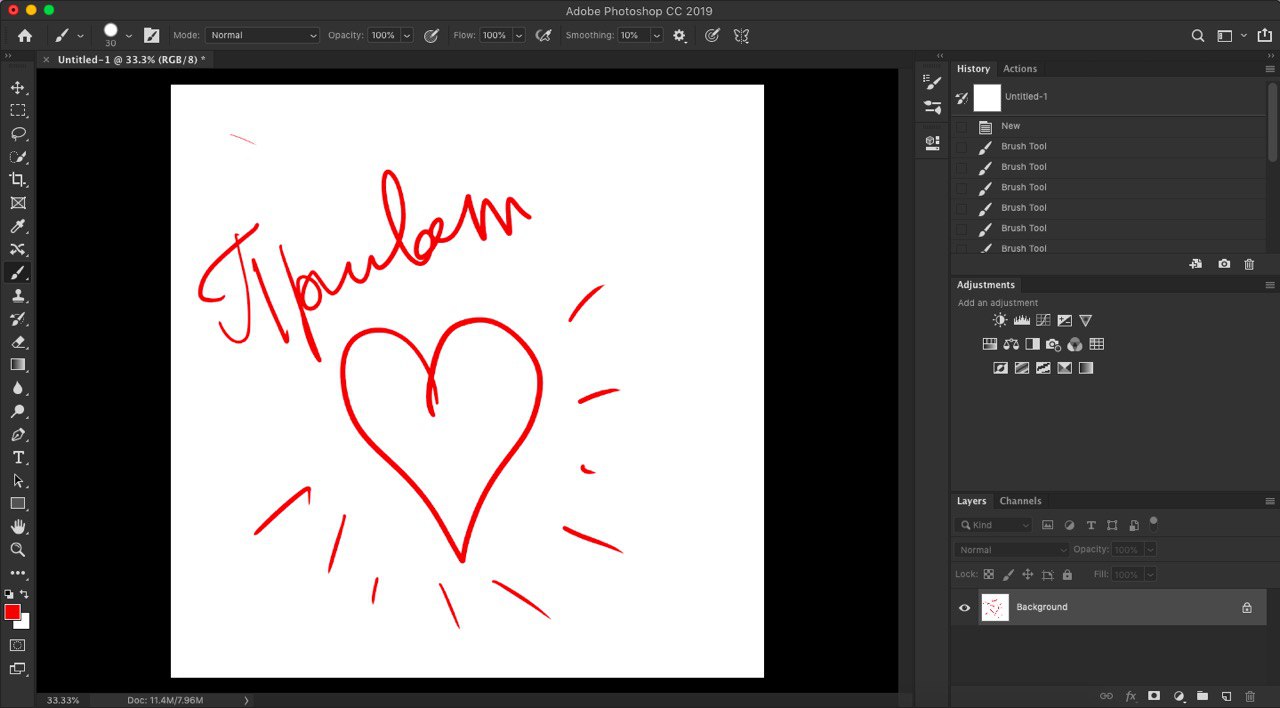 Adobe Photoshop CC 2019
30
Mode: Normal Opacity: 100% Flow: 100% Smoothing: 10%
Untitled-1 @ 33.3% (RGB/8) *
Привет
History Actions
Untitled-1
New
Brush Tool
Brush Tool
Brush Tool
Brush Tool
Brush Tool
Brush Tool
Adjustments
Add an adjustment
Layers Channels
Kind
Normal Opacity: 100%
Lock: Fill: 100%
Background
fx
33.33% Doc: 11.4M/7.96M